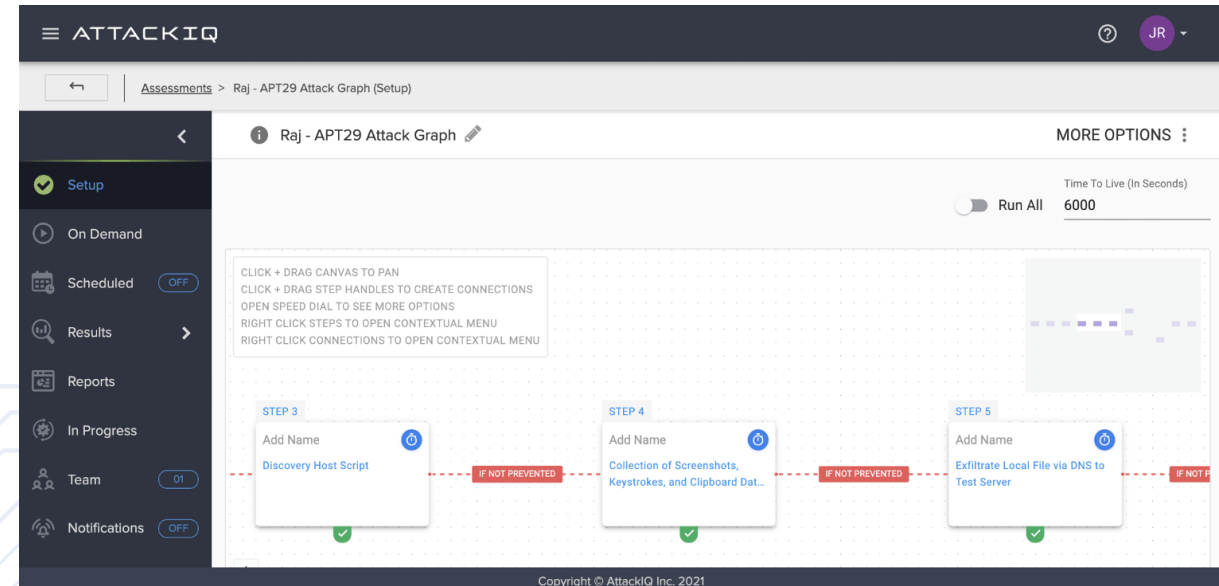 ATTACKIQ
JR
Assessments > Raj - APT29 Attack Graph (Setup)
Raj - APT29 Attack Graph
MORE OPTIONS
Setup
On Demand
Scheduled OFF
Results
Reports
In Progress
Team 01
Notifications OFF
Run All
Time To Live (In Seconds)
6000
CLICK + DRAG CANVAS TO PAN
CLICK + DRAG STEP HANDLES TO CREATE CONNECTIONS
OPEN SPEED DIAL TO SEE MORE OPTIONS
RIGHT CLICK STEPS TO OPEN CONTEXTUAL MENU
RIGHT CLICK CONNECTIONS TO OPEN CONTEXTUAL MENU
STEP 3
Add Name
Discovery Host Script
IF NOT PREVENTED
STEP 4
Add Name
Collection of Screenshots,
Keystrokes, and Clipboard Dat...
IF NOT PREVENTED
STEP 5
Add Name
Exfiltrate Local File via DNS to
Test Server
IF NOT P
Copyright © AttackIQ Inc. 2021